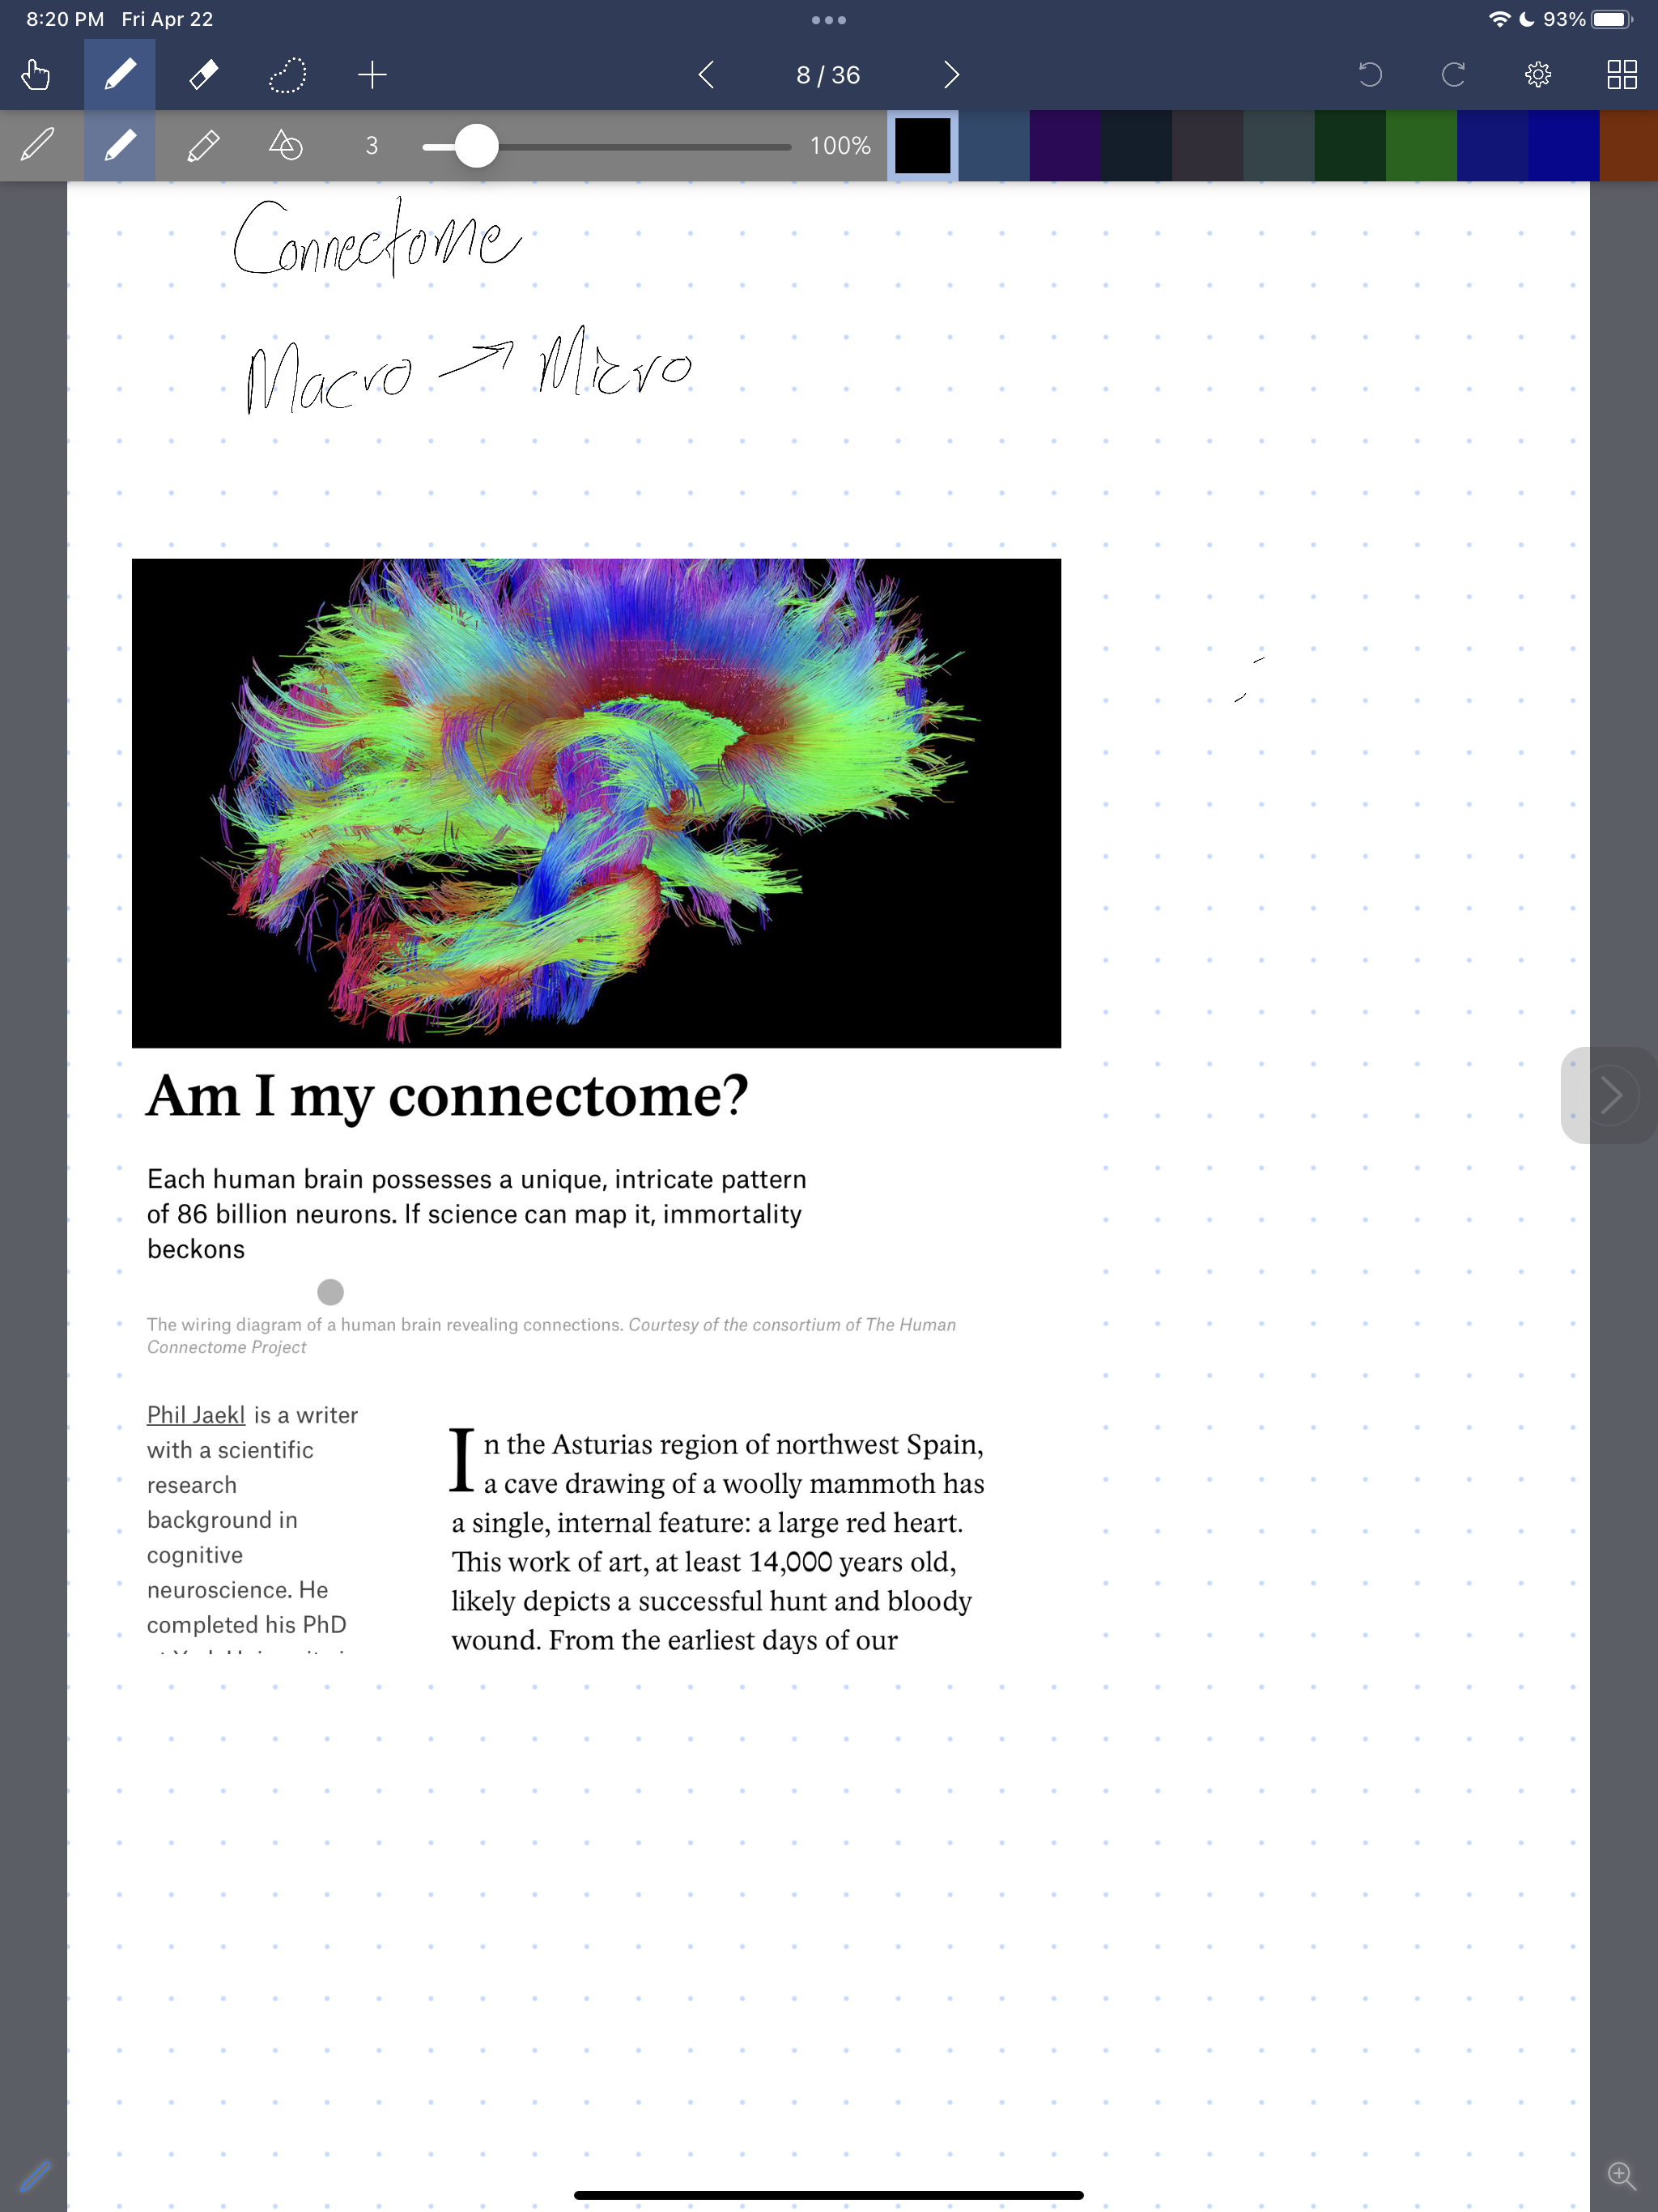 8:20 PM Fri Apr 22
93%
8 / 36
3
100%
Connectome
Macro → Micro
Am I my connectome?
Each human brain possesses a unique, intricate pattern
of 86 billion neurons. If science can map it, immortality
beckons
The wiring diagram of a human brain revealing connections. Courtesy of the consortium of The Human
Connectome Project
Phil Jaekl is a writer
with a scientific
research
background in
cognitive
neuroscience. He
completed his PhD
In the Asturias region of northwest Spain,
a cave drawing of a woolly mammoth has
a single, internal feature: a large red heart.
This work of art, at least 14,000 years old,
likely depicts a successful hunt and bloody
wound. From the earliest days of our